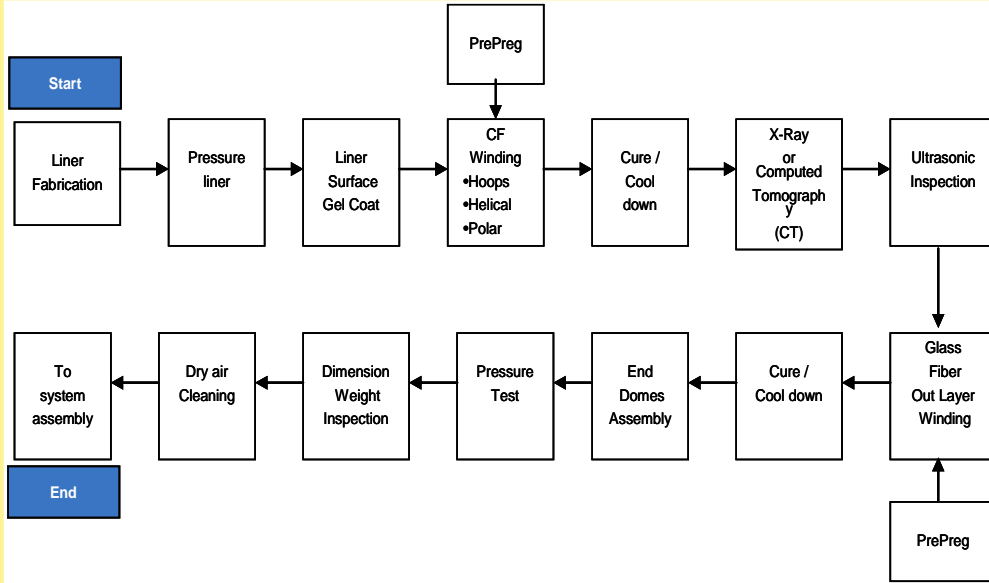 PrePreg
Start
Liner
Fabrication
Pressure
liner
Liner
Surface
Gel Coat
CF
Winding
•Hoops
•Helical
•Polar
Cure /
Cool
down
X-Ray
or
Computed
Tomograph
y
(CT)
Ultrasonic
Inspection
Glass
Fiber
Out Layer
Winding
Cure /
Cool down
End
Domes
Assembly
Pressure
Test
Dimension
Weight
Inspection
Dry air
Cleaning
To
system
assembly
End
PrePreg